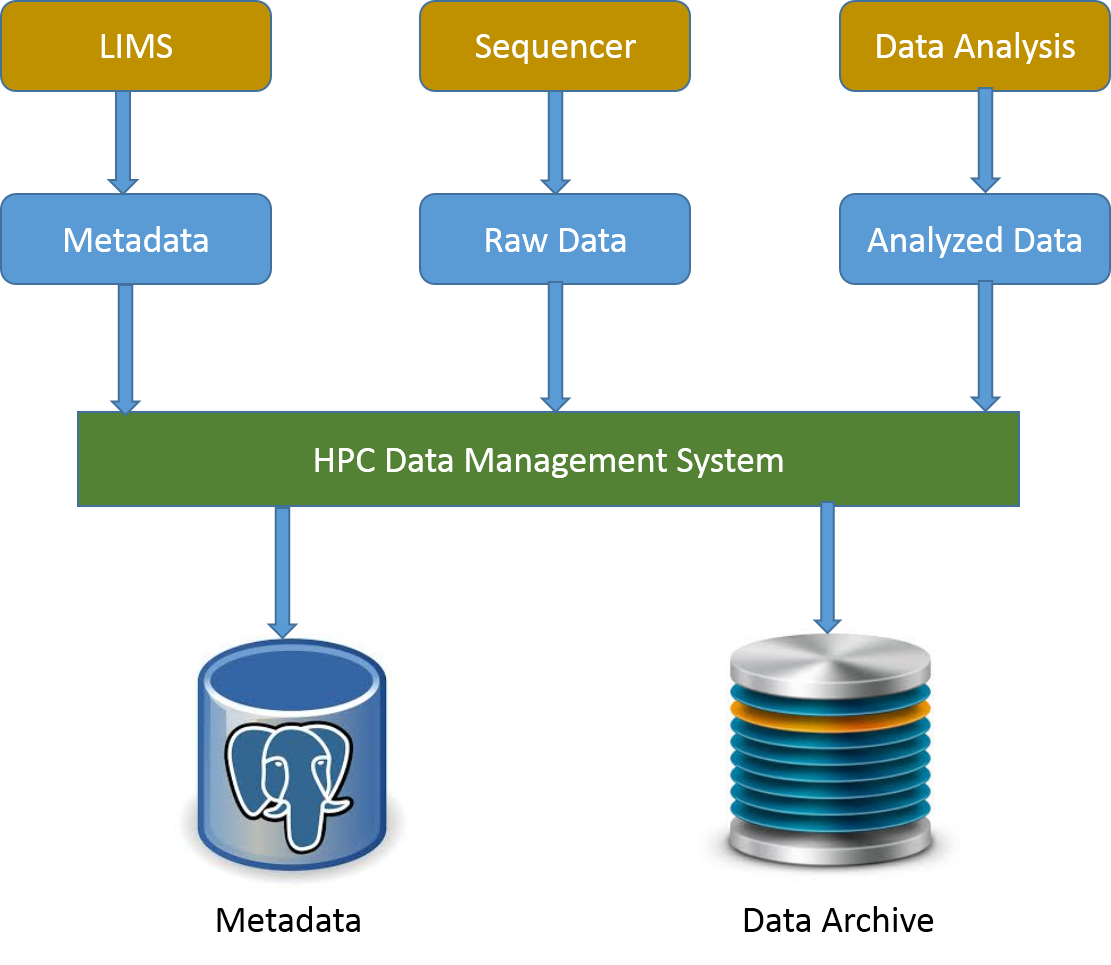 LIMS
Sequencer
Data Analysis
Metadata
Raw Data
Analyzed Data
HPC Data Management System
Metadata
Data Archive